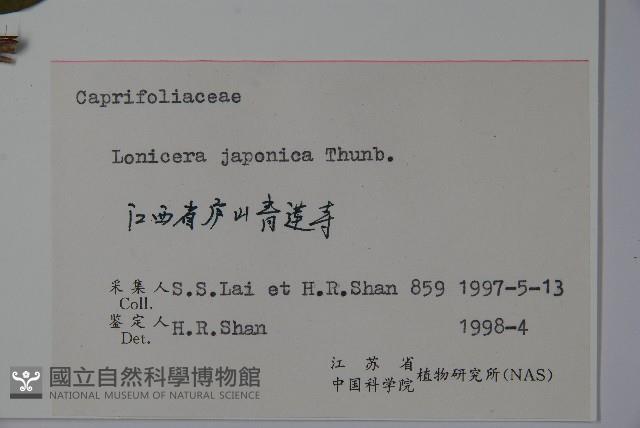 Caprifoliaceae
Lonicera japonica Thunb.
江西省庐山青莲寺
采集人 S.S.Lai et H.R.Shan 859 1997-5-13
Coll.
鉴定人 H.R.Shan 1998-4
Det.
江苏省
中国科学院 植物研究所(NAS)
國立自然科學博物館
NATIONAL MUSEUM OF NATURAL SCIENCE